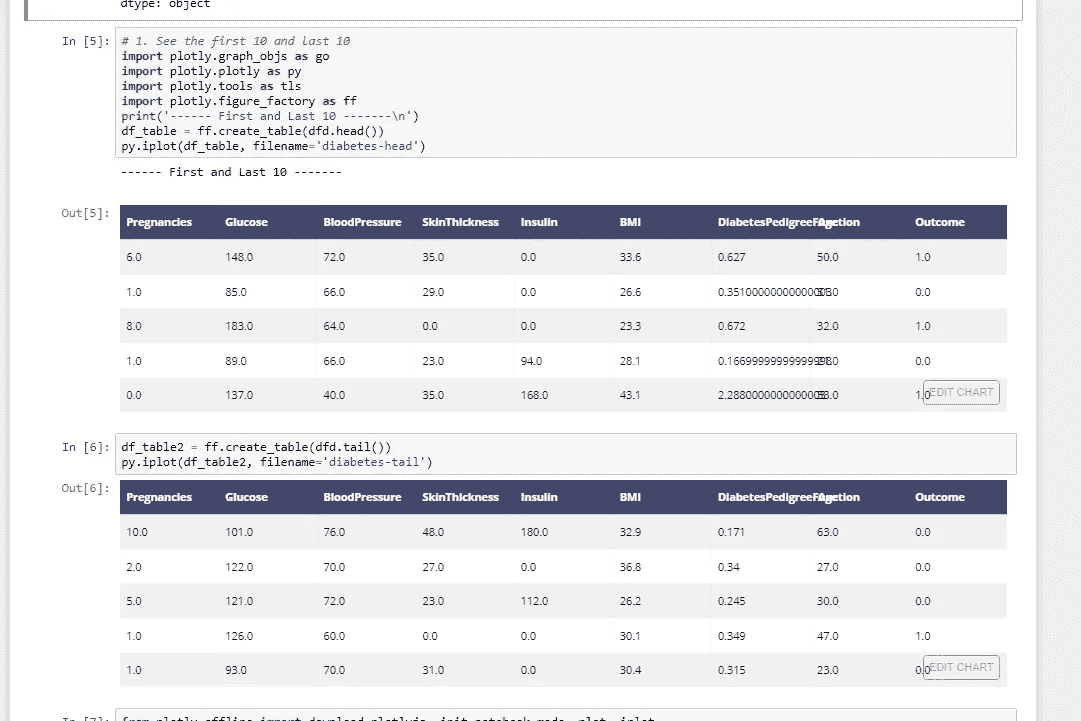 dtype: object
In [5]:
# 1. See the first 10 and last 10
import plotly.graph_objs as go
import plotly.plotly as py
import plotly.tools as tls
import plotly.figure_factory as ff
print('------ First and Last 10 -------\n')
df_table = ff.create_table(dfd.head())
py.iplot(df_table, filename='diabetes-head')
------ First and Last 10 -------
Out[5]:
Pregnancies Glucose BloodPressure SkinThickness Insulin BMI DiabetesPedigreeFunction Age Outcome
6.0 148.0 72.0 35.0 0.0 33.6 0.627 50.0 1.0
1.0 85.0 66.0 29.0 0.0 26.6 0.0
8.0 183.0 64.0 0.0 0.0 23.3 0.672 32.0 1.0
1.0 89.0 66.0 23.0 94.0 28.1 0.0
0.0 137.0 40.0 35.0 168.0 43.1 1.0
EDIT CHART
In [6]:
df_table2 = ff.create_table(dfd.tail())
py.iplot(df_table2, filename='diabetes-tail')
Out[6]:
Pregnancies Glucose BloodPressure SkinThickness Insulin BMI DiabetesPedigreeFunction Age Outcome
10.0 101.0 76.0 48.0 180.0 32.9 0.171 63.0 0.0
2.0 122.0 70.0 27.0 0.0 36.8 0.34 27.0 0.0
5.0 121.0 72.0 23.0 112.0 26.2 0.245 30.0 0.0
1.0 126.0 60.0 0.0 0.0 30.1 0.349 47.0 1.0
1.0 93.0 70.0 31.0 0.0 30.4 0.315 23.0 0.0
EDIT CHART
In [7]:
from plotly.offline import download_plotlyjs, init_notebook_mode, plot, iplot